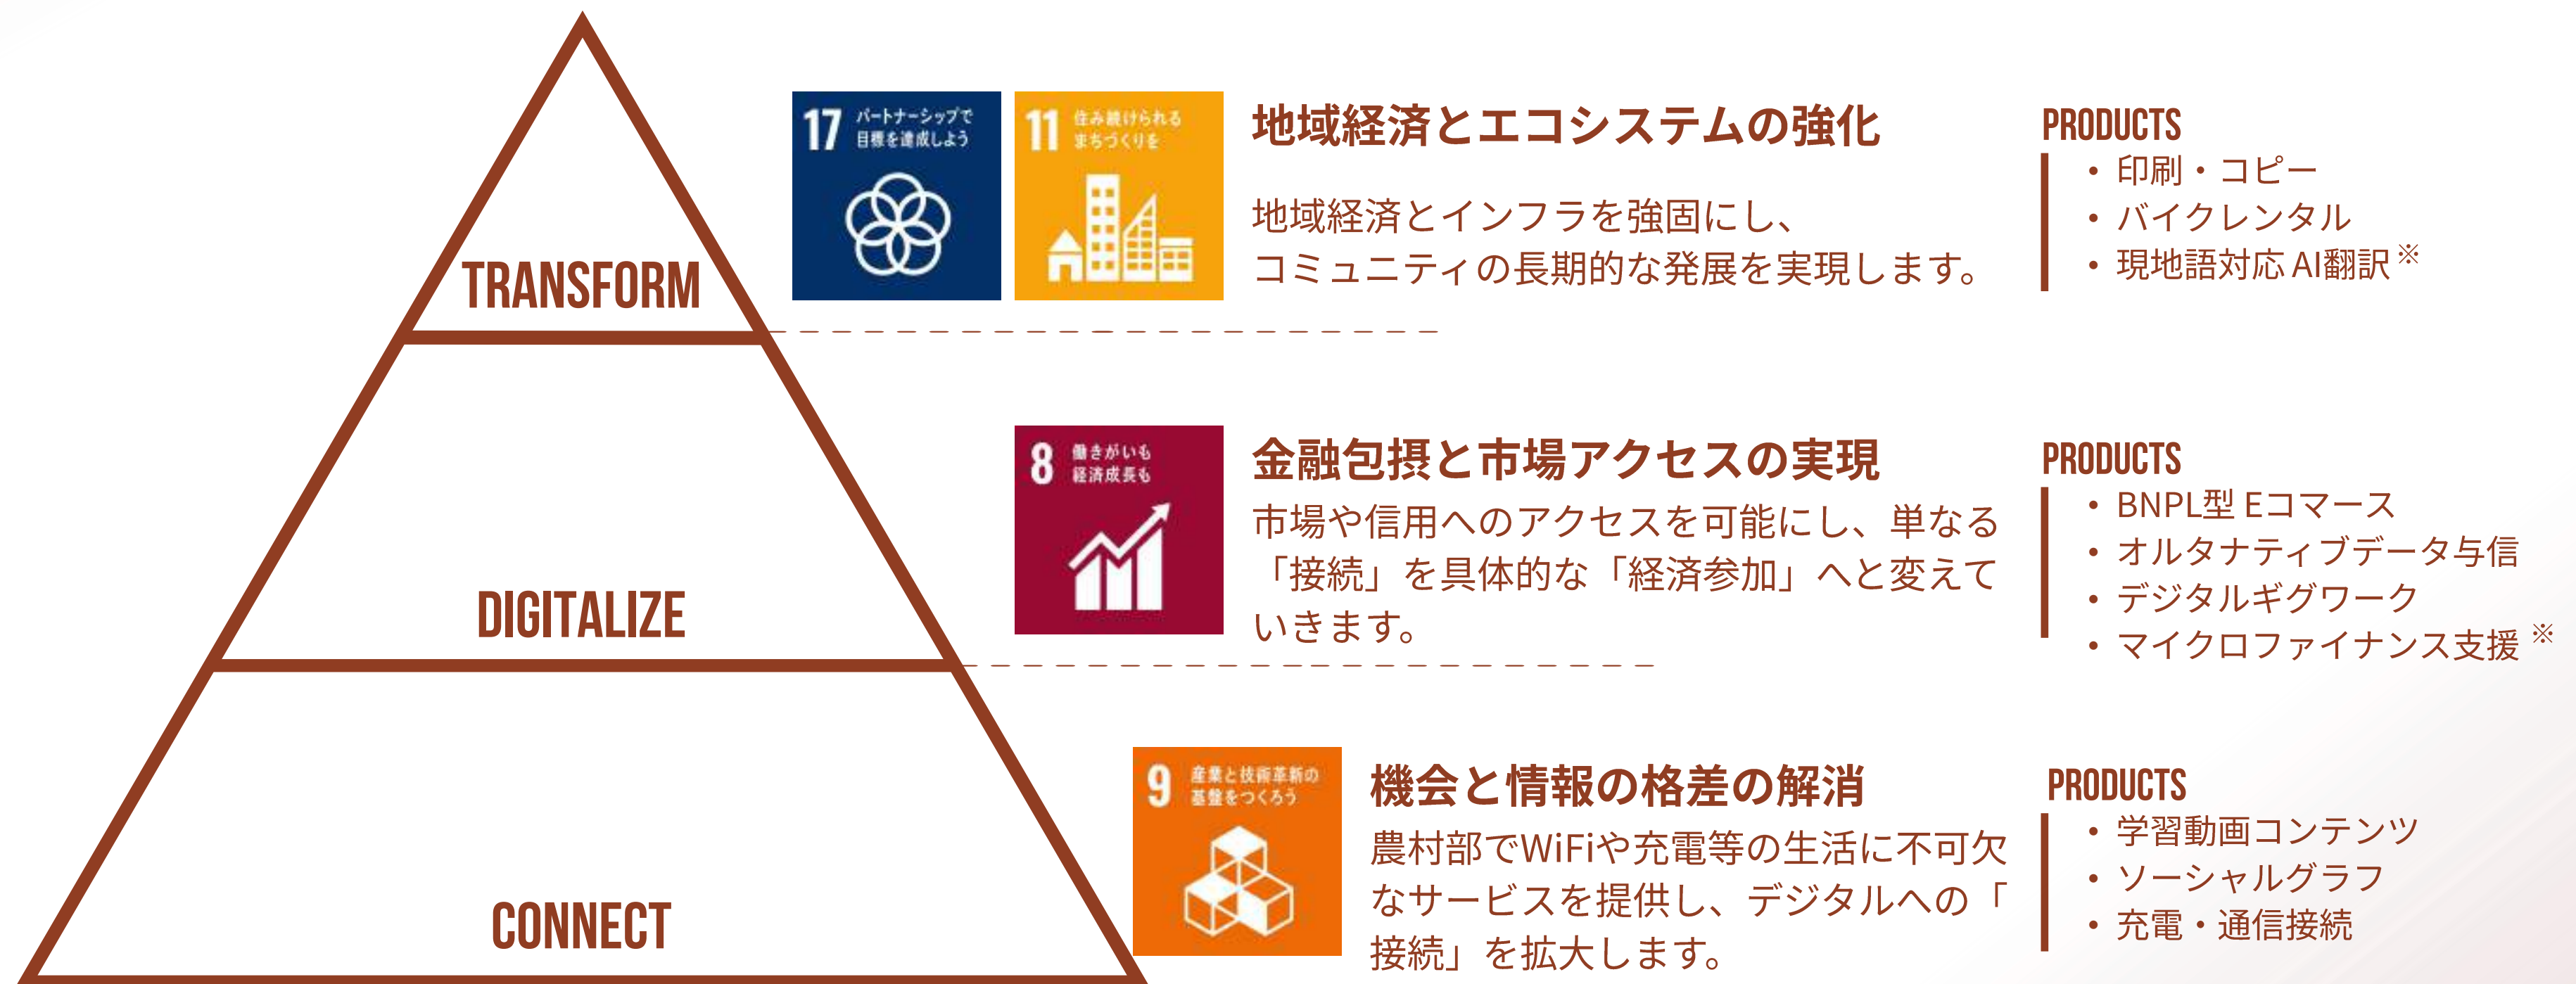 TRANSFORM
17 パートナーシップで
目標を達成しよう
11 住み続けられる
まちづくりを
地域経済とエコシステムの強化
地域経済とインフラを強固にし、
コミュニティの長期的な発展を実現します。
PRODUCTS
• 印刷・コピー
• バイクレンタル
• 現地語対応 AI翻訳※
DIGITALIZE
8 働きがいも
経済成長も
金融包摂と市場アクセスの実現
市場や信用へのアクセスを可能にし、単なる
「接続」を具体的な「経済参加」へと変えて
いきます。
PRODUCTS
• BNPL型 Eコマース
• オルタナティブデータ与信
• デジタルギグワーク
• マイクロファイナンス支援 ※
CONNECT
9 産業と技術革新の
基盤をつくろう
機会と情報の格差の解消
農村部でWiFiや充電等の生活に不可欠
なサービスを提供し、デジタルへの「
接続」を拡大します。
PRODUCTS
• 学習動画コンテンツ
• ソーシャルグラフ
• 充電・通信接続